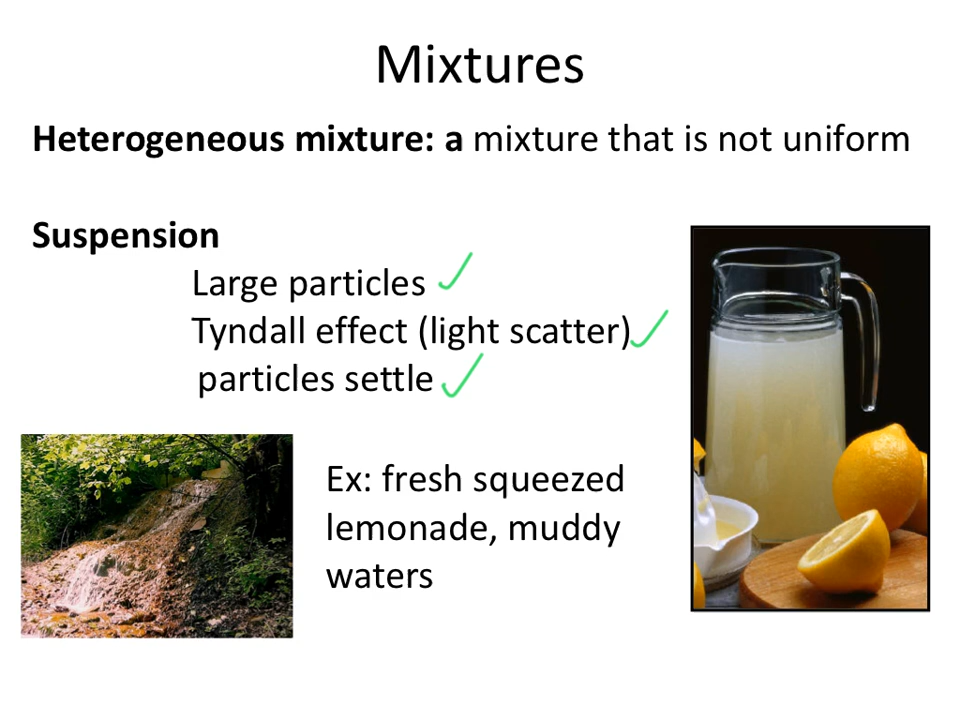 Mixtures
Heterogeneous mixture: a mixture that is not uniform
Suspension
Large particles
Tyndall effect (light scatter)
particles settle
Ex: fresh squeezed
lemonade, muddy
waters